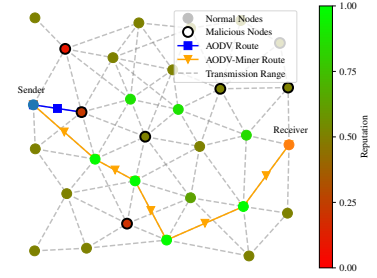 Normal Nodes
Malicious Nodes
AODV Route
AODV-Miner Route
Transmission Range
Sender
Receiver
1.00
0.75
0.50
0.25
0.00
Reputation